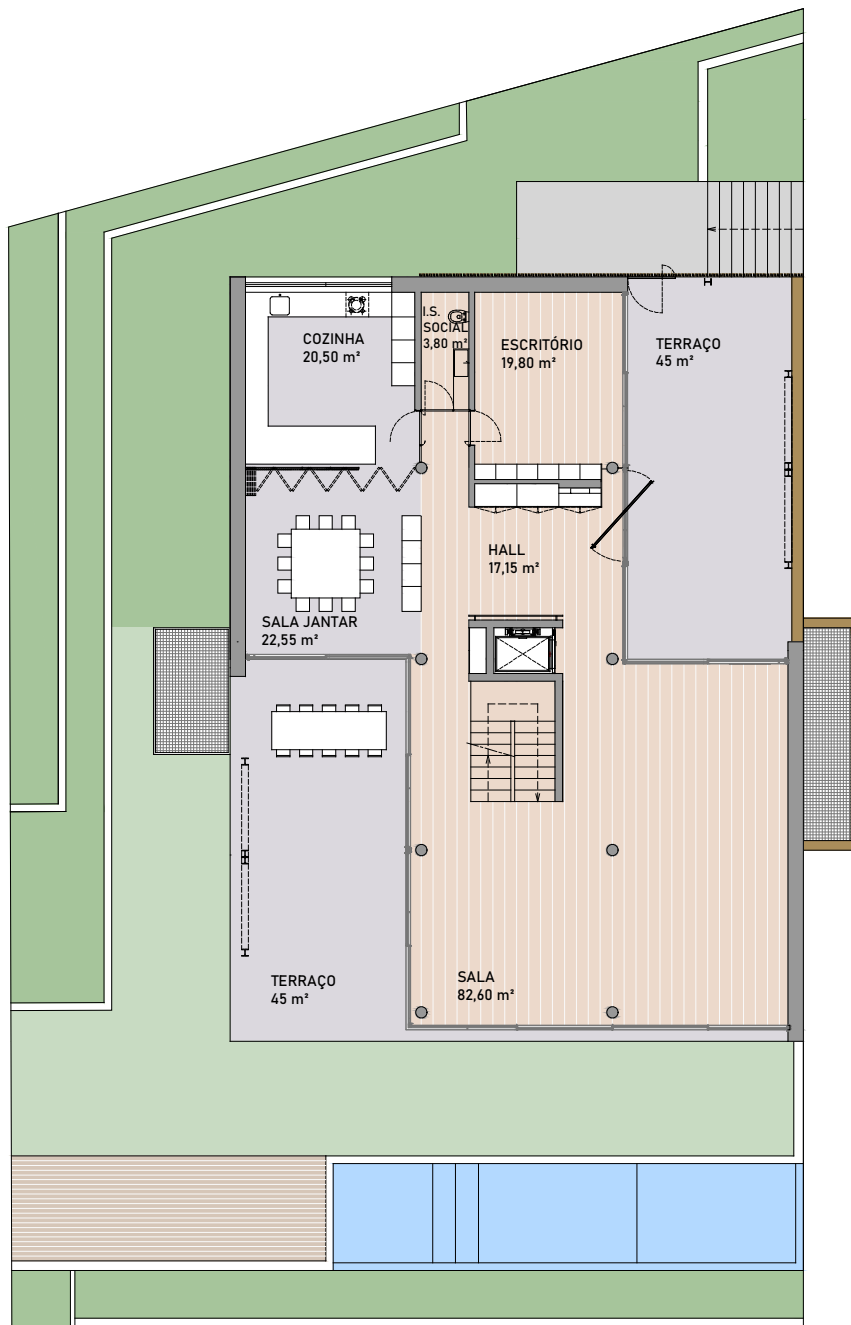 COZINHA
20,50 m²
I.S.
SOCIAL
3,80 m²
ESCRITÓRIO
19,80 m²
TERRAÇO
45 m²
HALL
17,15 m²
SALA JANTAR
22,55 m²
TERRAÇO
45 m²
SALA
82,60 m²